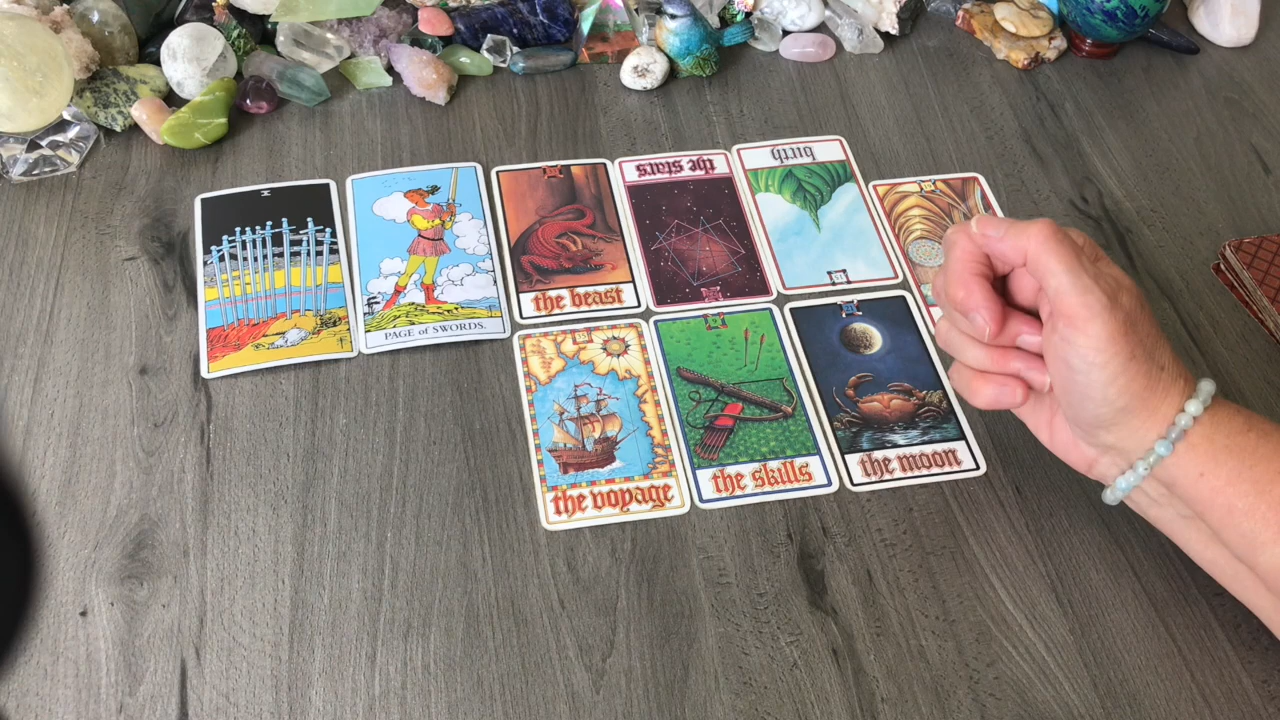 X
PAGE of SWORDS.
the beast
the stars
birth
the voyage
the skills
the moon